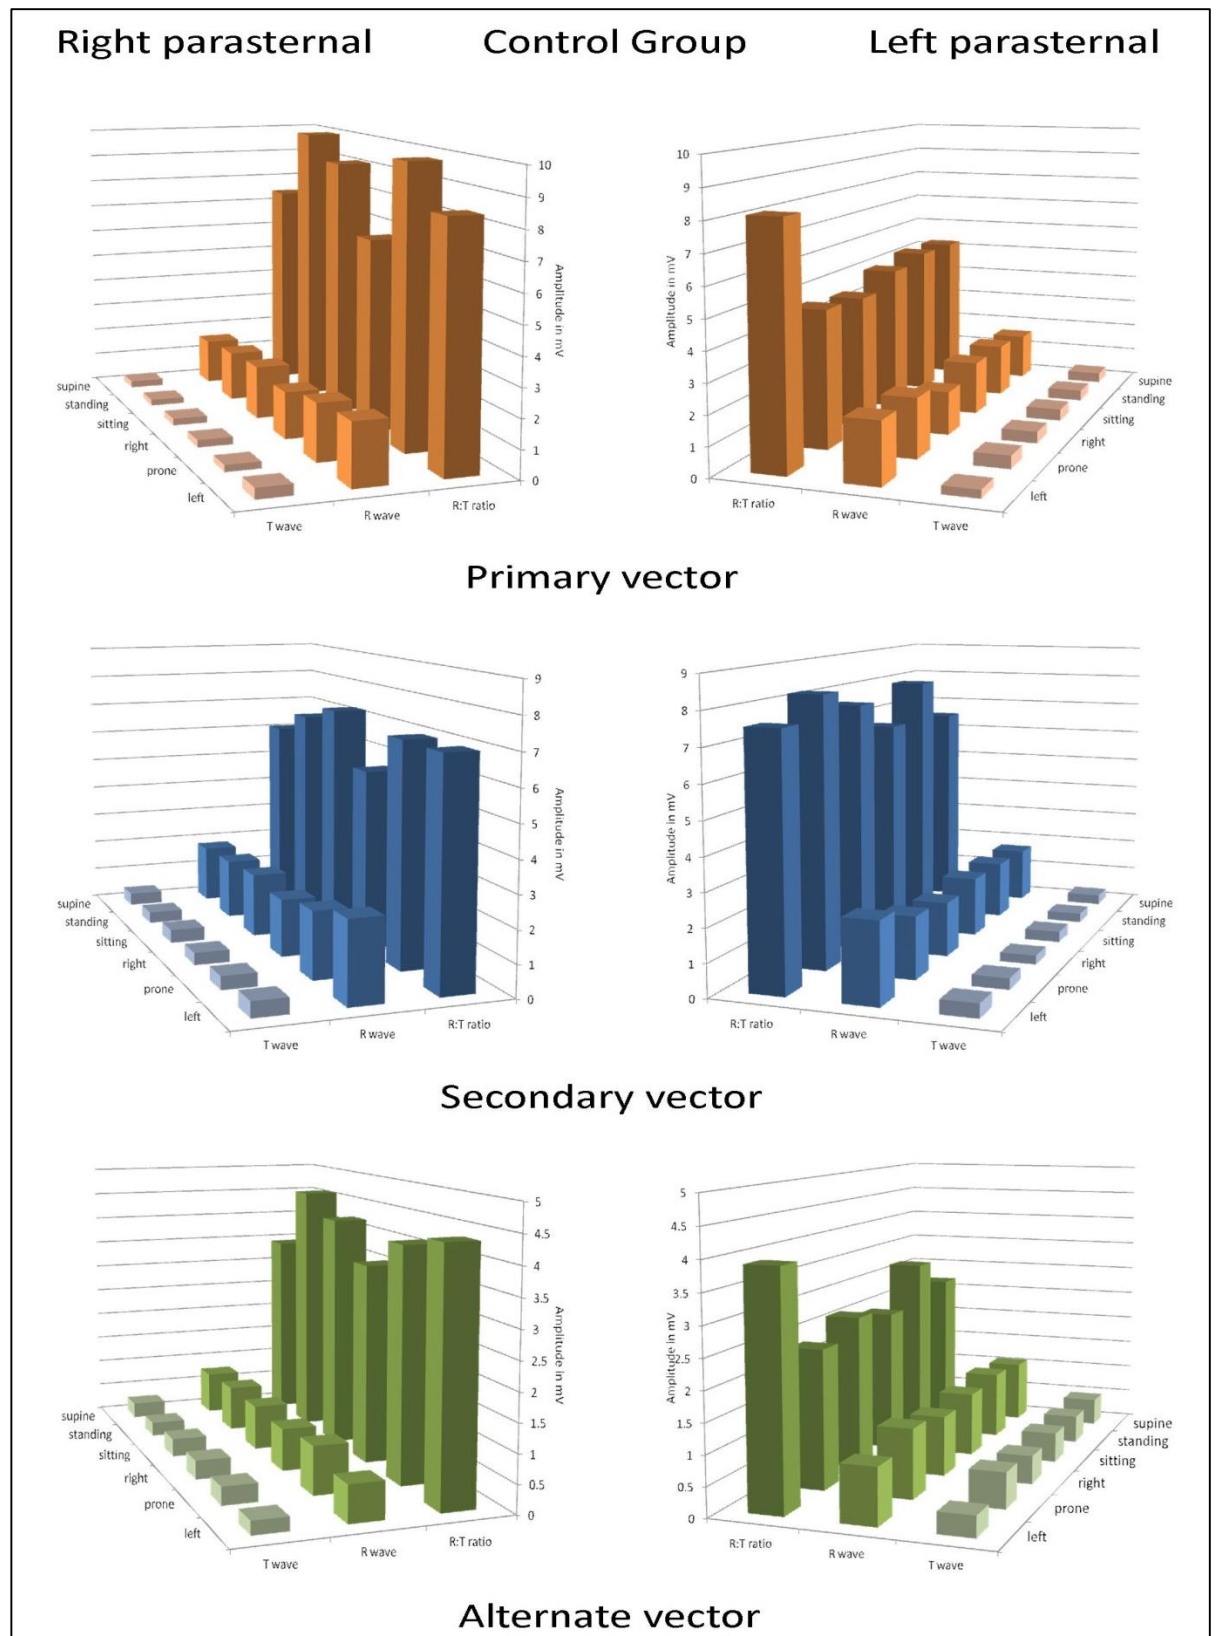 Right parasternal Control Group Left parasternal
10
9
8
7
6
5
4
3
2
1
0
Amplitude in mV
supine
standing
sitting
right
prone
left
T wave
R wave
R:T ratio
10
9
8
7
6
5
4
3
2
1
0
Amplitude in mV
supine
standing
sitting
right
prone
left
R:T ratio
R wave
T wave
Primary vector
9
8
7
6
5
4
3
2
1
0
Amplitude in mV
supine
standing
sitting
right
prone
left
T wave
R wave
R:T ratio
9
8
7
6
5
4
3
2
1
0
Amplitude in mV
supine
standing
sitting
right
prone
left
R:T ratio
R wave
T wave
Secondary vector
5
4.5
4
3.5
3
2.5
2
1.5
1
0.5
0
Amplitude in mV
supine
standing
sitting
right
prone
left
T wave
R wave
R:T ratio
5
4.5
4
3.5
3
2.5
2
1.5
1
0.5
0
Amplitude in mV
supine
standing
sitting
right
prone
left
R:T ratio
R wave
T wave
Alternate vector